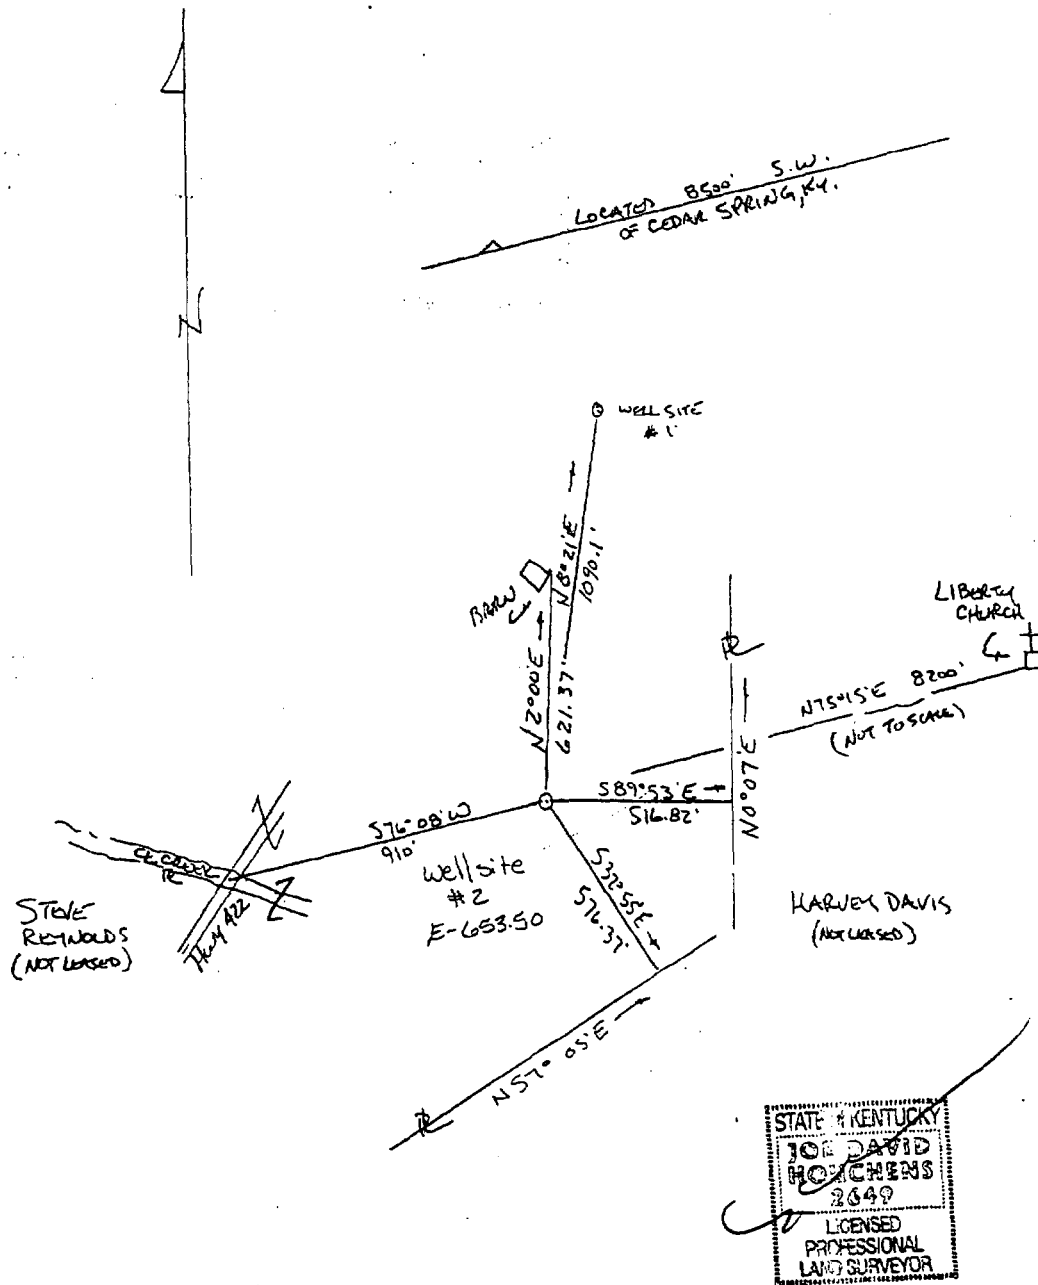 N
LOCATED 8500' S.W.
OF CEDAR SPRING, KY.
WELL SITE
#1
N8°21'E
1090.1'
BARN
N2°00'E
621.37'
LIBERTY
CHURCH
N75°15'E 8200'
(NOT TO SCALE)
N0°07'E
S89°53'E
516.82'
S76°08'W
910'
Wellsite
#2
E-653.50
S32°55E
576.37'
CREEK
Hwy 422
STEVE
REYNOLDS
(NOT LEASED)
HARVEY DAVIS
(NOT LEASED)
N57°05'E
STATE of KENTUCKY
JOE DAVID
HOUCHENS
2649
LICENSED
PROFESSIONAL
LAND SURVEYOR